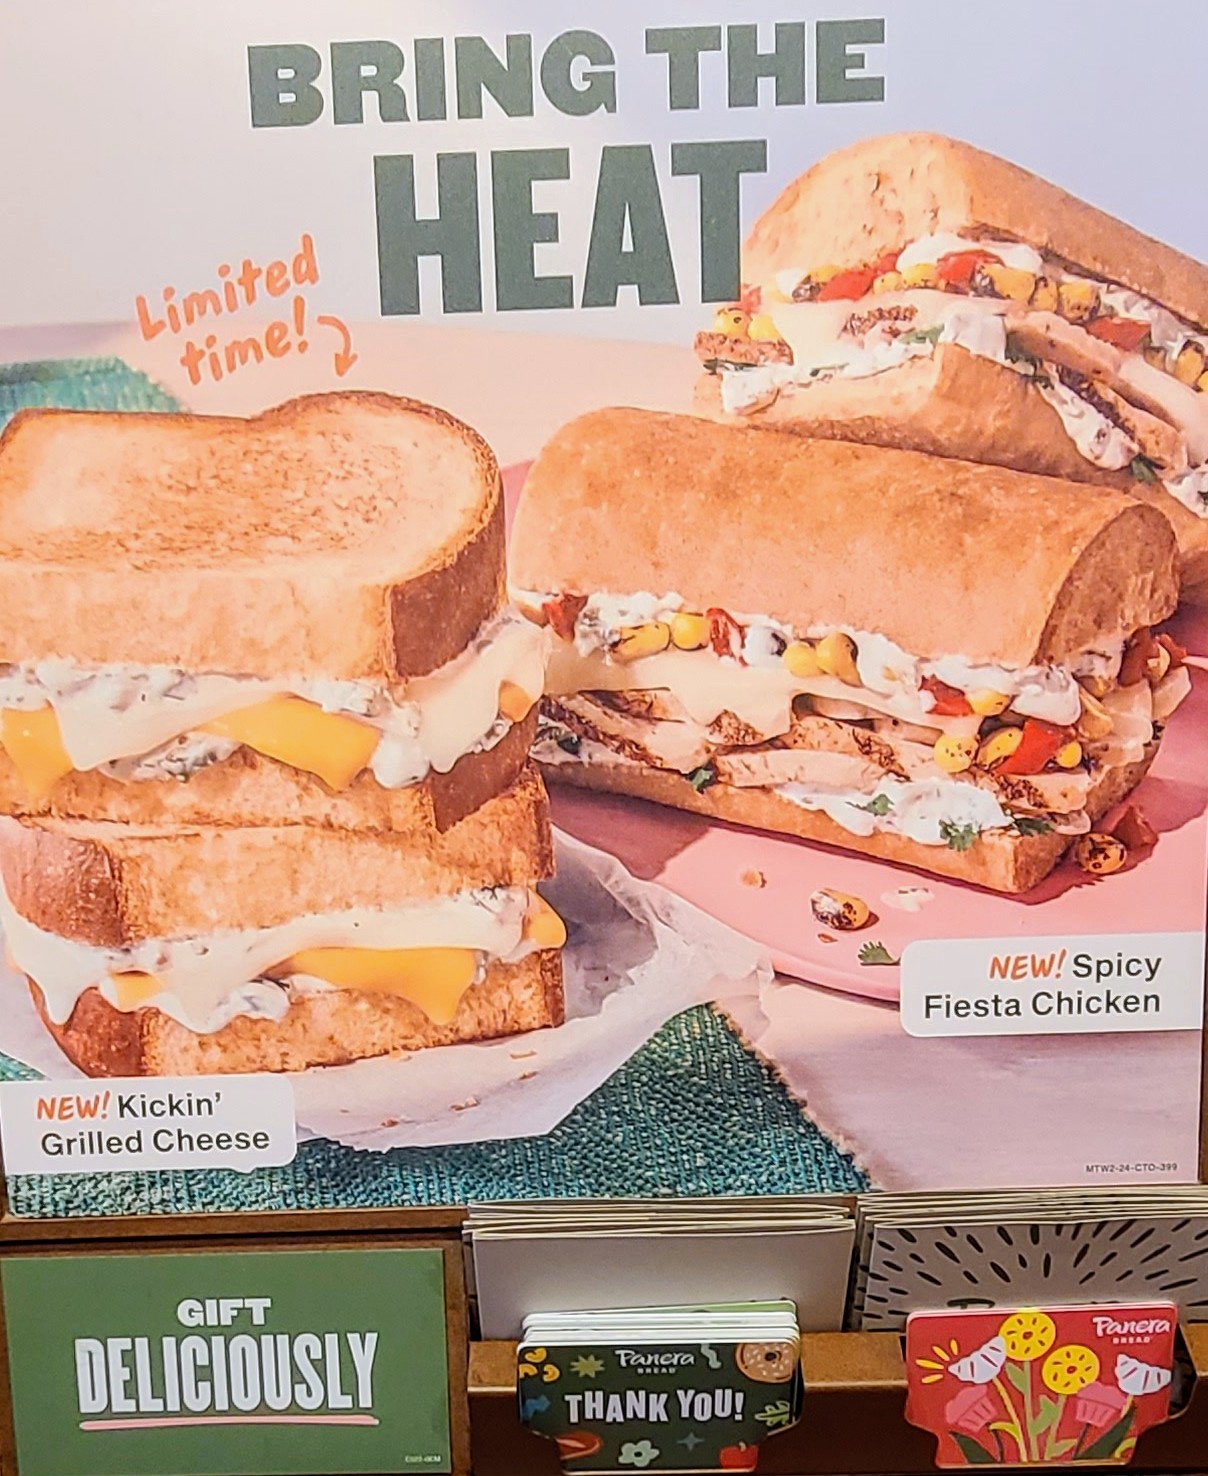 BRING THE
HEAT
Limited
time!
NEW! Spicy
Fiesta Chicken
NEW! Kickin'
Grilled Cheese
MTW2-24-CTO-399
GIFT
DELICIOUSLY
Panera
BREAD
THANK YOU!
Panera
BREAD